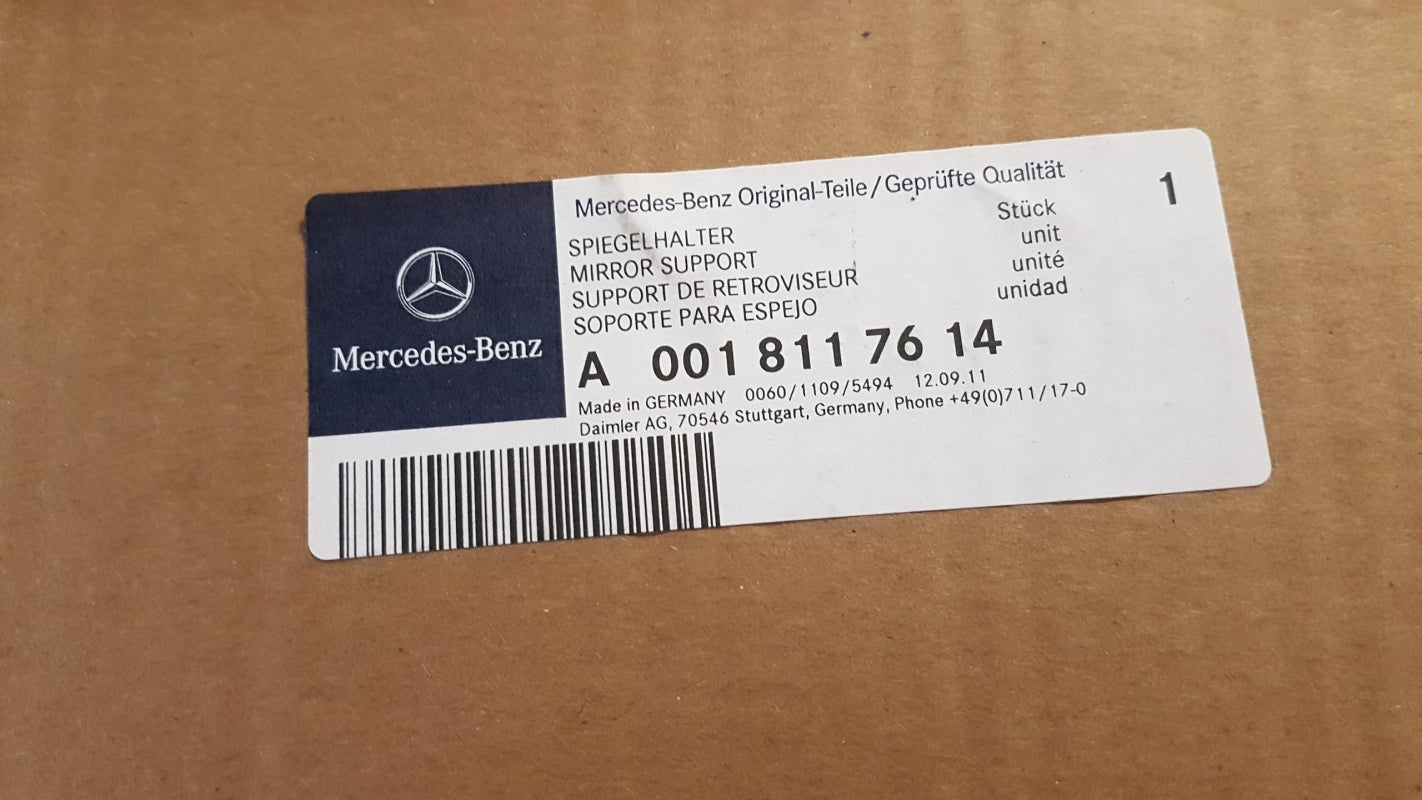 Mercedes-Benz
Mercedes-Benz Original-Teile/Geprüfte Qualität
SPIEGELHALTER Stück 1
MIRROR SUPPORT unit
SUPPORT DE RETROVISEUR unité
SOPORTE PARA ESPEJO unidad
A 001 811 76 14
Made in GERMANY 0060/1109/5494 12.09.11
Daimler AG, 70546 Stuttgart, Germany, Phone +49(0)711/17-0